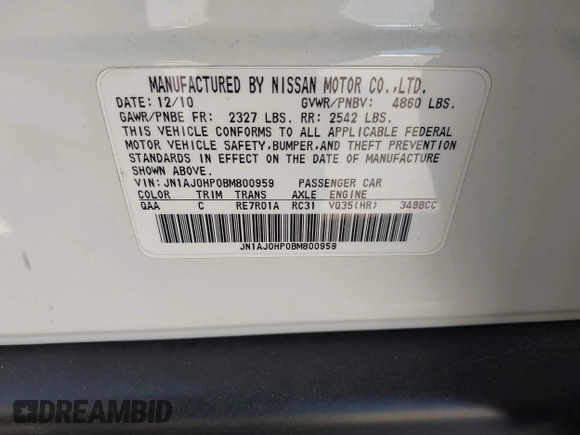 MANUFACTURED BY NISSAN MOTOR CO.,LTD.
DATE: 12/10 GVWR/PNBV: 4860 LBS.
GAWR/PNBE FR: 2327 LBS. RR: 2542 LBS.
THIS VEHICLE CONFORMS TO ALL APPLICABLE FEDERAL
MOTOR VEHICLE SAFETY,BUMPER,AND THEFT PREVENTION
STANDARDS IN EFFECT ON THE DATE OF MANUFACTURE
SHOWN ABOVE.
VIN: JN1AJ0HP0BM800959 PASSENGER CAR
COLOR TRIM TRANS AXLE ENGINE
QAA C RE7R01A RC31 VQ35(HR) 3498CC
JN1AJ0HP0BM800959
DREAMBID